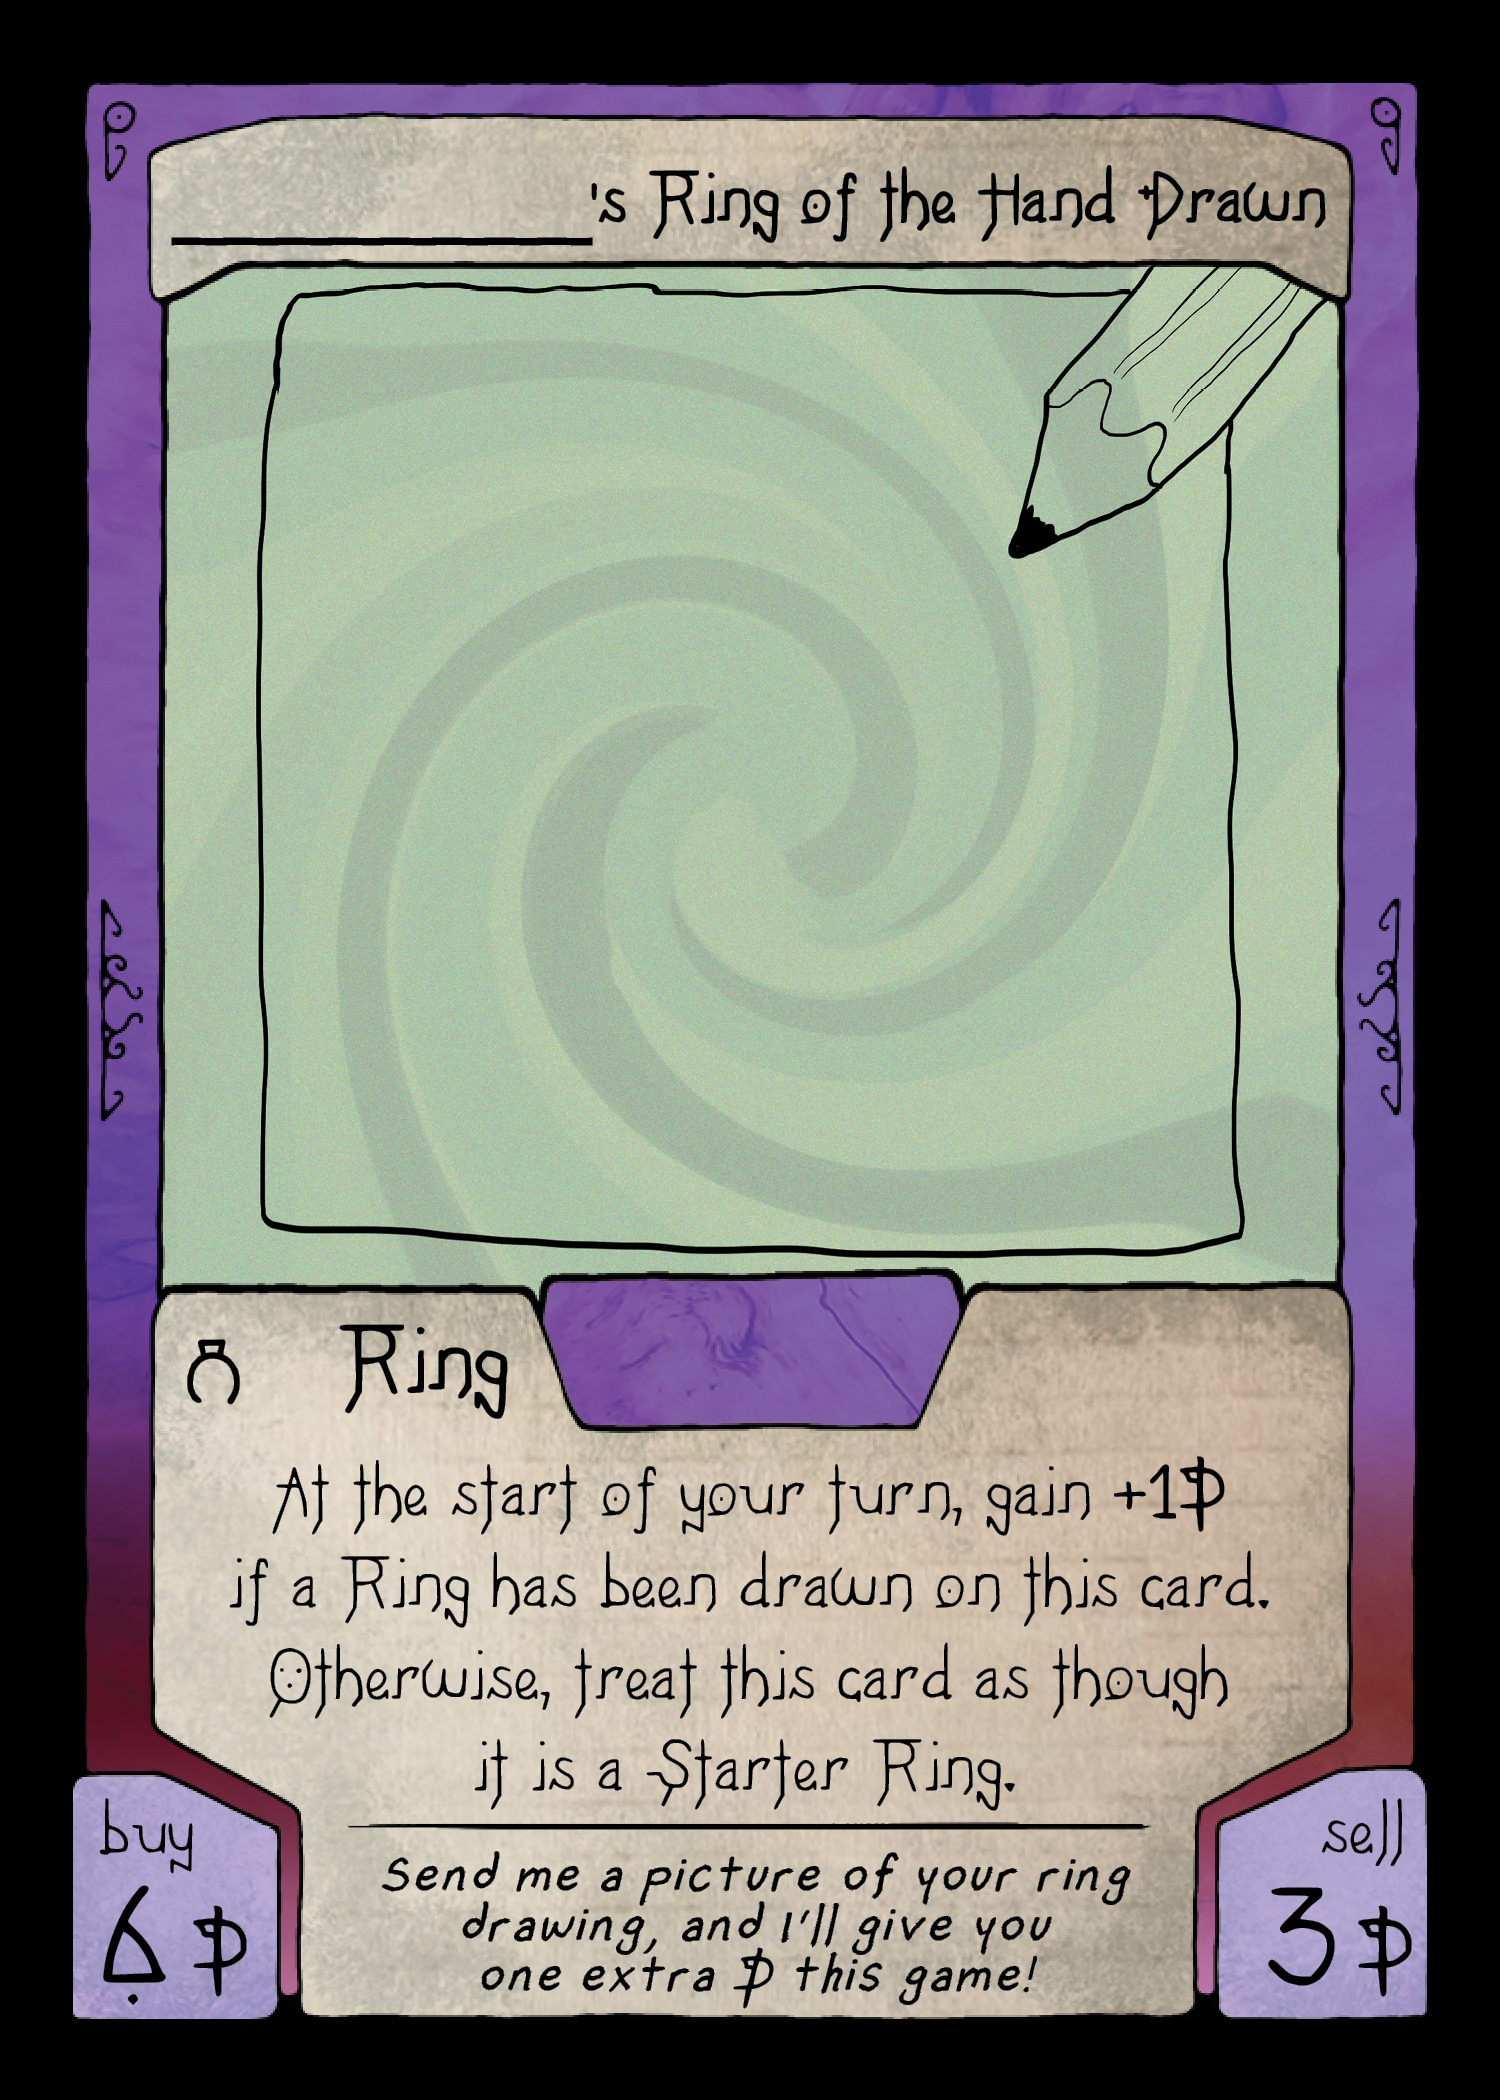 ______________'s Ring of the Hand Drawn
Ring
At the start of your turn, gain +1Đ
if a Ring has been drawn on this card.
Otherwise, treat this card as though
it is a Starter Ring.
Send me a picture of your ring
drawing, and I'll give you
one extra Đ this game!
buy
6 Đ
sell
3 Đ